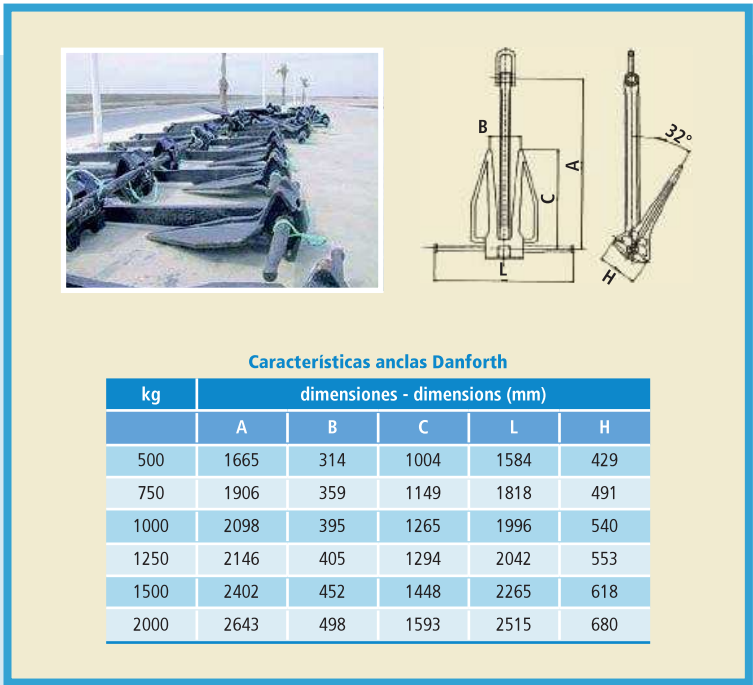 B
A
C
L
32°
H
Características anclas Danforth
kg dimensiones - dimensions (mm)
A B C L H
500 1665 314 1004 1584 429
750 1906 359 1149 1818 491
1000 2098 395 1265 1996 540
1250 2146 405 1294 2042 553
1500 2402 452 1448 2265 618
2000 2643 498 1593 2515 680